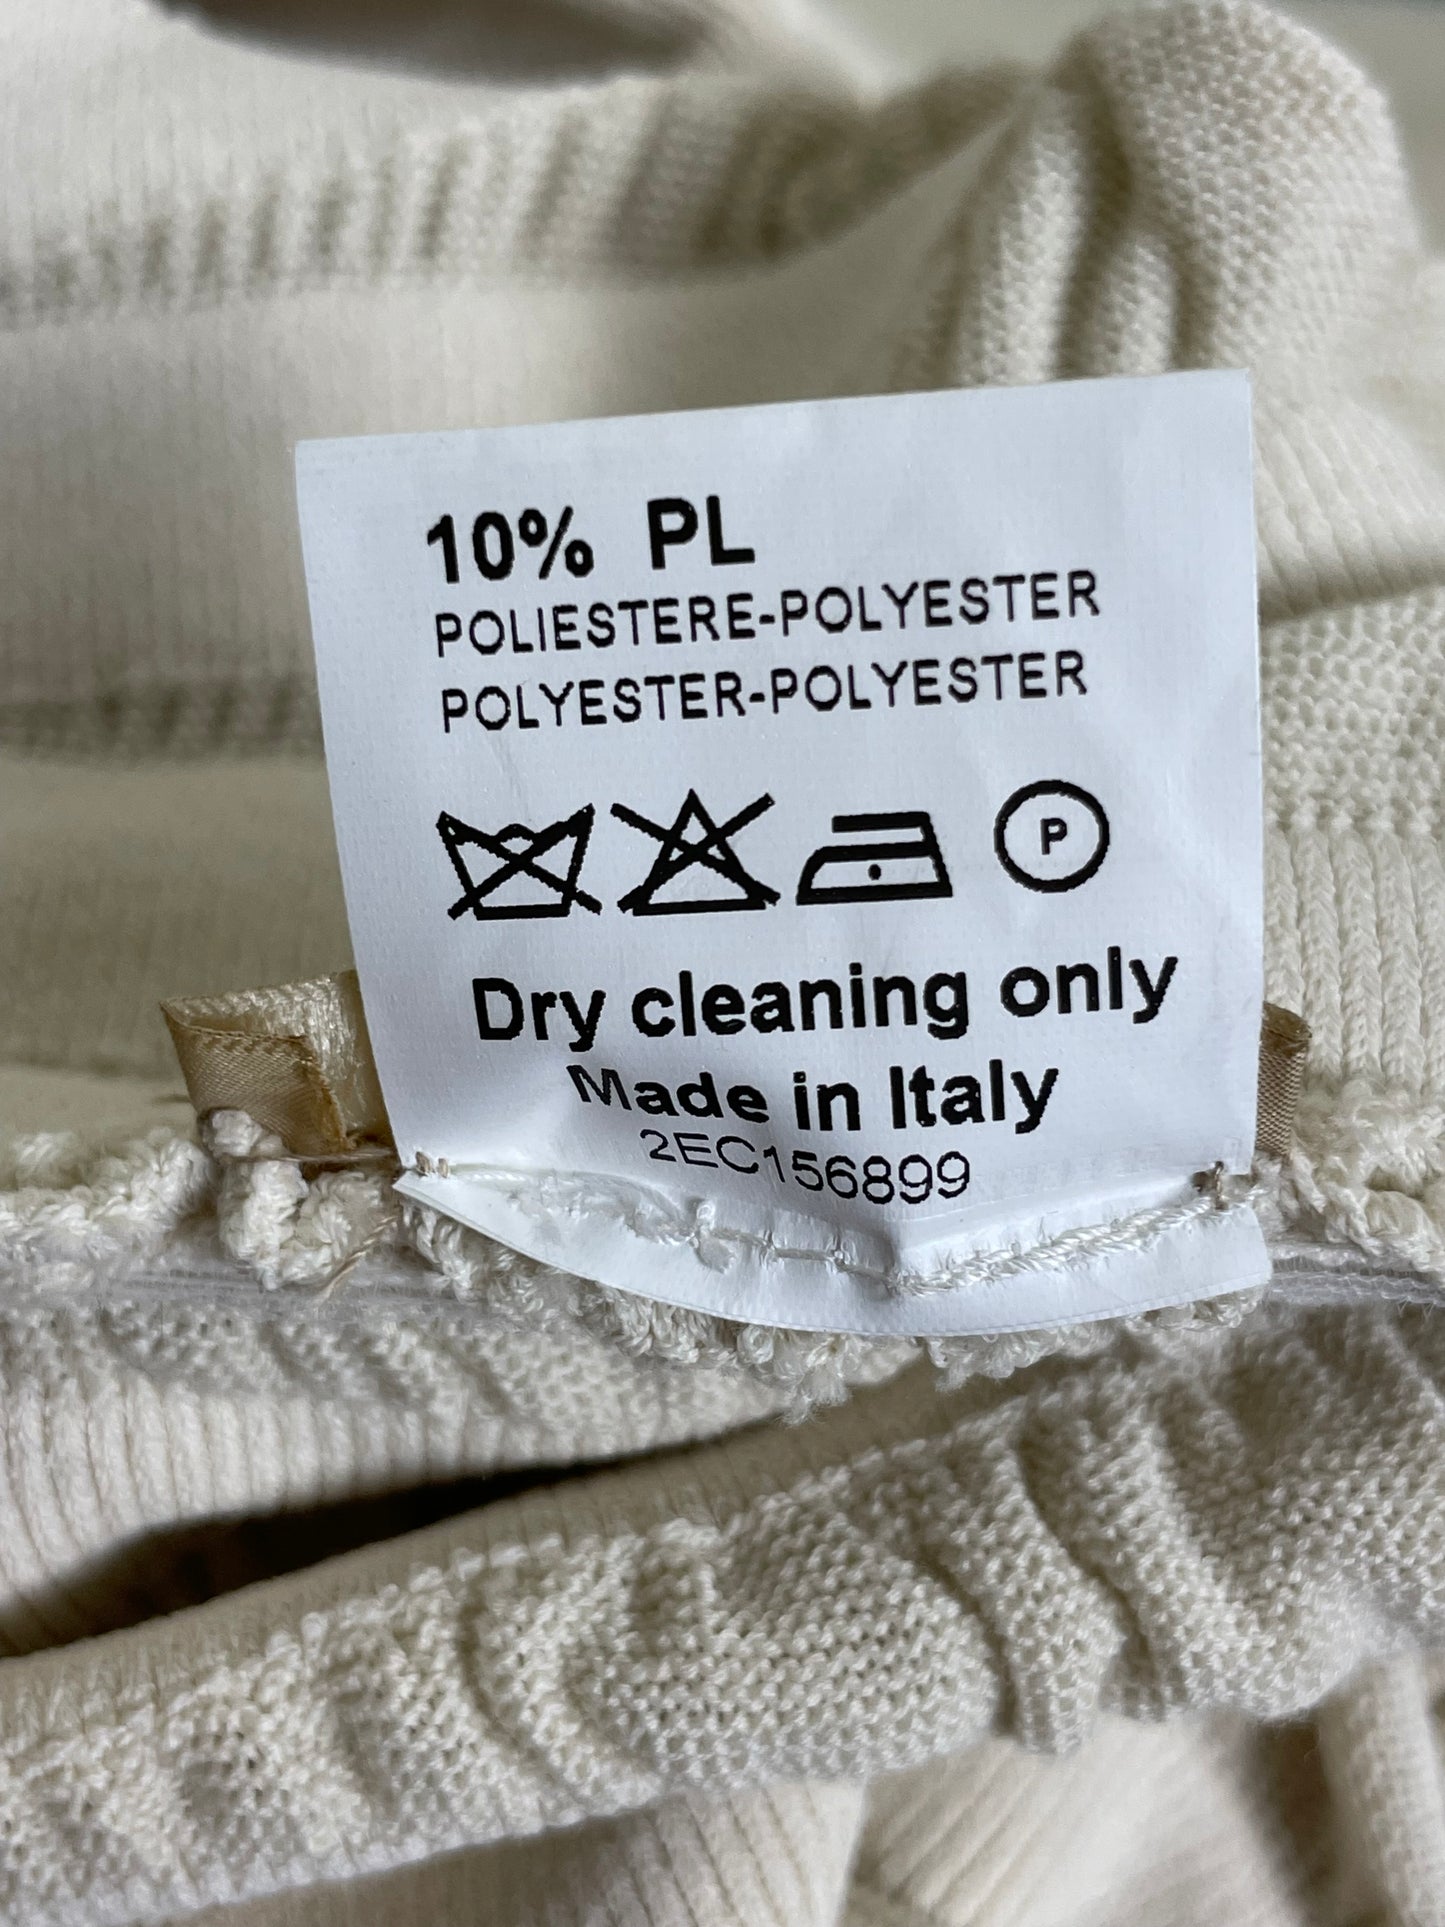 10% PL
POLIESTERE-POLYESTER
POLYESTER-POLYESTER
P
Dry cleaning only
Made in Italy
2EC156899